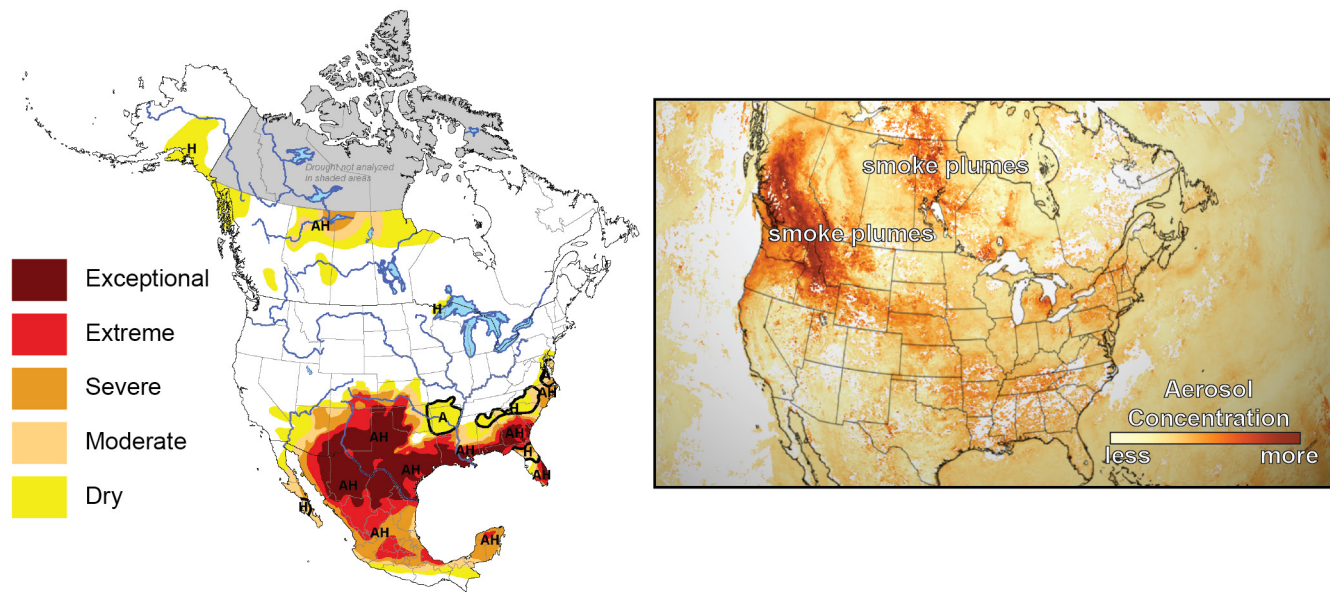 Drought not analyzed
in shaded areas
H
AH
H
A
AH
A
H
AH
AH
AH
AH
H
AH
AH
H
AH
AH
Exceptional
Extreme
Severe
Moderate
Dry
smoke plumes
smoke plumes
Aerosol
Concentration
less
more